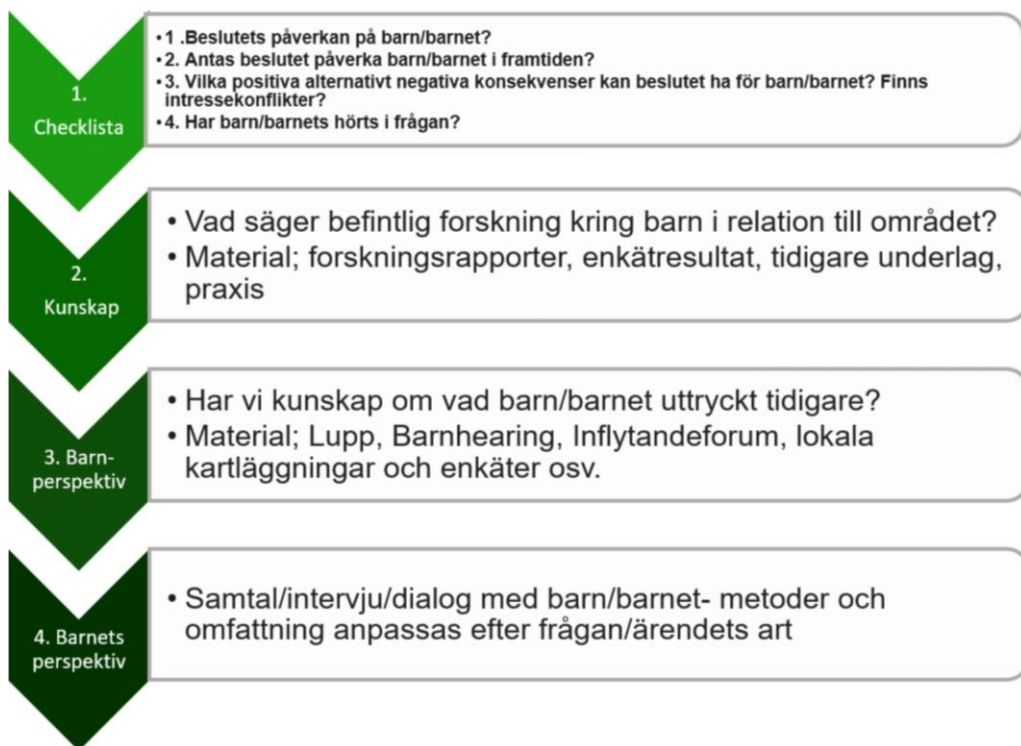 1.
Checklista
•1 .Beslutets påverkan på barn/barnet?
•2. Antas beslutet påverka barn/barnet i framtiden?
•3. Vilka positiva alternativt negativa konsekvenser kan beslutet ha för barn/barnet? Finns
intressekonflikter?
•4. Har barn/barnets hörts i frågan?
2.
Kunskap
• Vad säger befintlig forskning kring barn i relation till området?
• Material; forskningsrapporter, enkätresultat, tidigare underlag,
praxis
3. Barn-
perspektiv
• Har vi kunskap om vad barn/barnet uttryckt tidigare?
• Material; Lupp, Barnhearing, Inflytandeforum, lokala
kartläggningar och enkäter osv.
4. Barnets
perspektiv
• Samtal/intervju/dialog med barn/barnet- metoder och
omfattning anpassas efter frågan/ärendets art